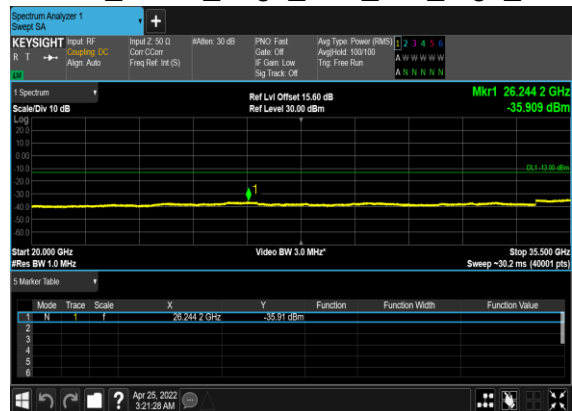 Spectrum Analyzer 1
Swept SA
+
KEYSIGHT Input: RF Input Z: 50 Ω #Atten: 30 dB PNO: Fast Avg Type: Power (RMS) 1 2 3 4 5 6
R T Coupling: DC Corr CCorr Gate: Off Avg|Hold: 100/100 A W W W W W
Align: Auto Freq Ref: Int (S) IF Gain: Low Trig: Free Run
Sig Track: Off A N N N N N
1 Spectrum Ref Lvl Offset 15.60 dB Mkr1 26.244 2 GHz
Scale/Div 10 dB Ref Level 30.00 dBm -35.909 dBm
Log
20.0
10.0
0.00
-10.0
DL1 -13.00 dBm
-20.0
-30.0
1
-40.0
-50.0
-60.0
Start 20.000 GHz Video BW 3.0 MHz* Stop 35.500 GHz
#Res BW 1.0 MHz Sweep ~30.2 ms (40001 pts)
5 Marker Table
Mode Trace Scale X Y Function Function Width Function Value
1 N 1 f 26.244 2 GHz -35.91 dBm
2
3
4
5
6
? Apr 25, 2022
3:21:28 AM